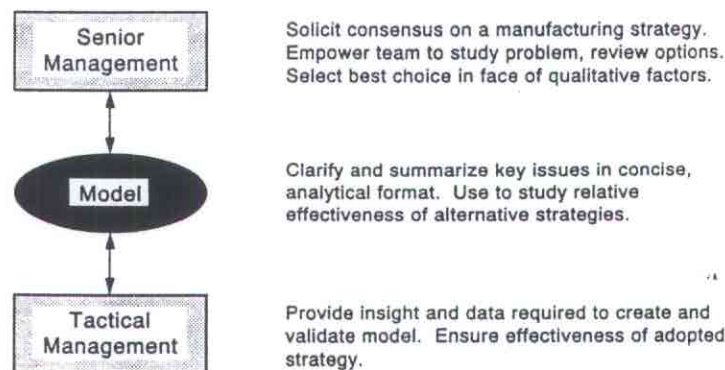 Senior
Management
Solicit consensus on a manufacturing strategy.
Empower team to study problem, review options.
Select best choice in face of qualitative factors.
Model
Clarify and summarize key issues in concise,
analytical format. Use to study relative
effectiveness of alternative strategies.
Tactical
Management
Provide insight and data required to create and
validate model. Ensure effectiveness of adopted
strategy.